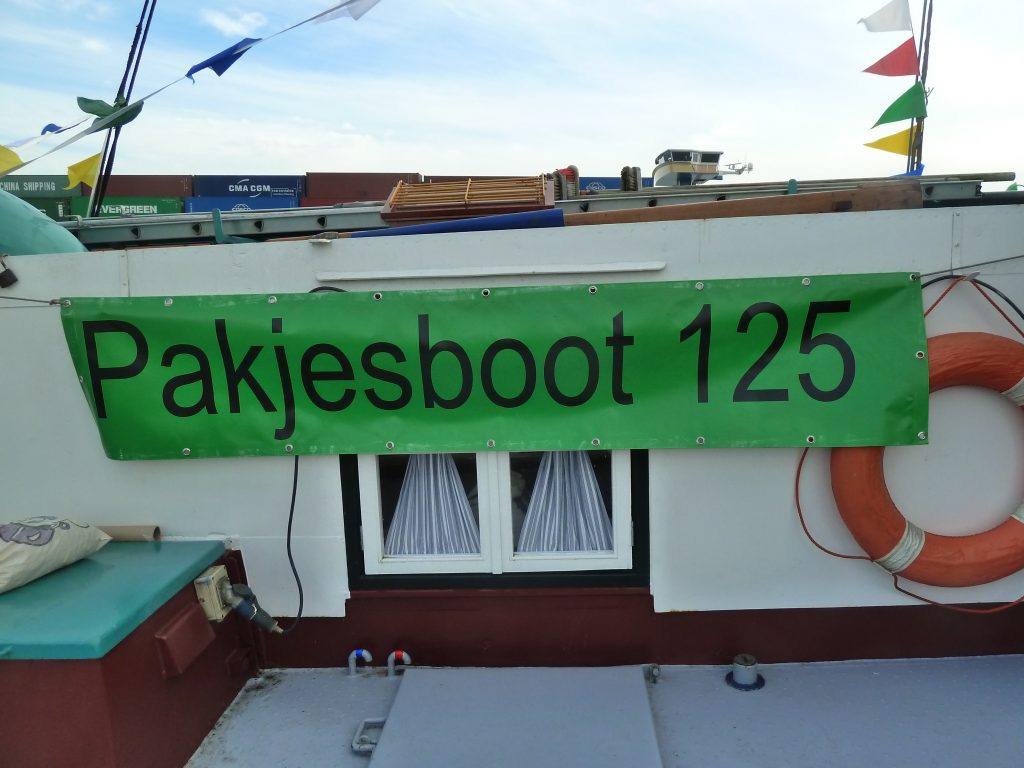 CHINA SHIPPING
CMA CGM
EVERGREEN
Pakjesboot 125